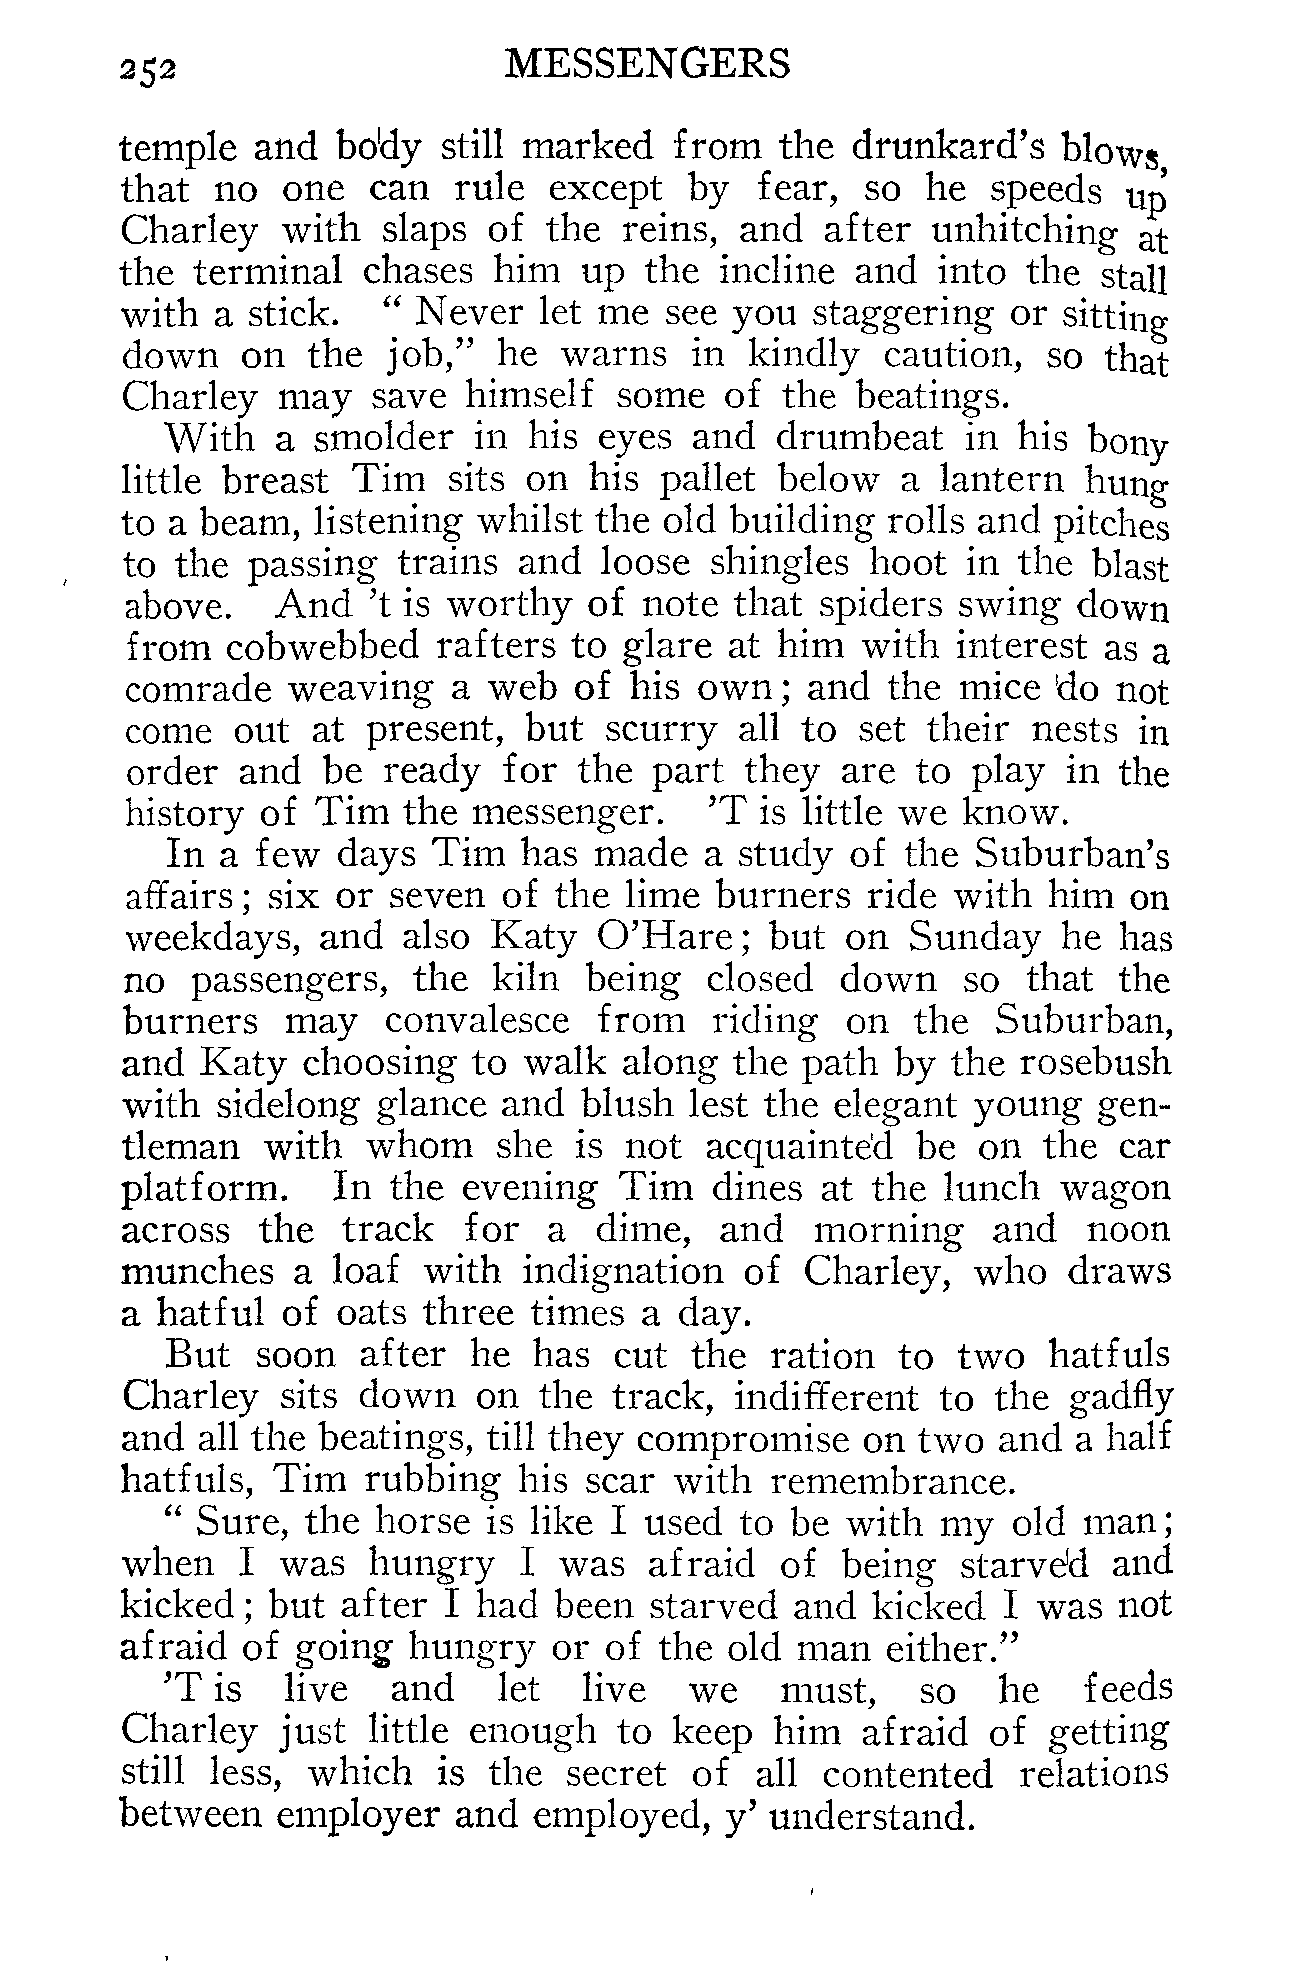 252 MESSENGERS
temple and body still marked from the drunkard's blows,
that no one can rule except by fear, so he speeds up
Charley with slaps of the reins, and after unhitching at
the terminal chases him up the incline and into the stall
with a stick. “ Never let me see you staggering or sitting
down on the job,” he warns in kindly caution, so that
Charley may save himself some of the beatings.
With a smolder in his eyes and drumbeat in his bony
little breast Tim sits on his pallet below a lantern hung
to a beam, listening whilst the old building rolls and pitches
to the passing trains and loose shingles hoot in the blast
above. And 't is worthy of note that spiders swing down
from cobwebbed rafters to glare at him with interest as a
comrade weaving a web of his own; and the mice do not
come out at present, but scurry all to set their nests in
order and be ready for the part they are to play in the
history of Tim the messenger. 'T is little we know.
In a few days Tim has made a study of the Suburban's
affairs; six or seven of the lime burners ride with him on
weekdays, and also Katy O'Hare; but on Sunday he has
no passengers, the kiln being closed down so that the
burners may convalesce from riding on the Suburban,
and Katy choosing to walk along the path by the rosebush
with sidelong glance and blush lest the elegant young gen-
tleman with whom she is not acquainted be on the car
platform. In the evening Tim dines at the lunch wagon
across the track for a dime, and morning and noon
munches a loaf with indignation of Charley, who draws
a hatful of oats three times a day.
But soon after he has cut the ration to two hatfuls
Charley sits down on the track, indifferent to the gadfly
and all the beatings, till they compromise on two and a half
hatfuls, Tim rubbing his scar with remembrance.
“ Sure, the horse is like I used to be with my old man;
when I was hungry I was afraid of being starved and
kicked; but after I had been starved and kicked I was not
afraid of going hungry or of the old man either.”
'T is live and let live we must, so he feeds
Charley just little enough to keep him afraid of getting
still less, which is the secret of all contented relations
between employer and employed, y' understand.